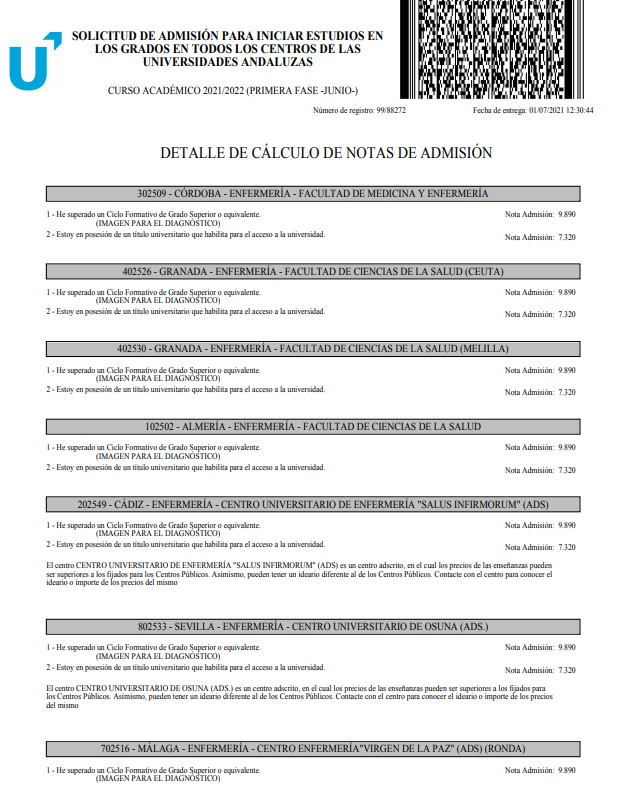 SOLICITUD DE ADMISIÓN PARA INICIAR ESTUDIOS EN
LOS GRADOS EN TODOS LOS CENTROS DE LAS
UNIVERSIDADES ANDALUZAS
CURSO ACADÉMICO 2021/2022 (PRIMERA FASE -JUNIO-)
Número de registro: 99/88272 Fecha de entrega: 01/07/2021 12:30:44
DETALLE DE CÁLCULO DE NOTAS DE ADMISIÓN
302509 - CÓRDOBA - ENFERMERÍA - FACULTAD DE MEDICINA Y ENFERMERÍA
1 - He superado un Ciclo Formativo de Grado Superior o equivalente. Nota Admisión: 9.890
(IMAGEN PARA EL DIAGNÓSTICO)
2 - Estoy en posesión de un título universitario que habilita para el acceso a la universidad. Nota Admisión: 7.320
402526 - GRANADA - ENFERMERÍA - FACULTAD DE CIENCIAS DE LA SALUD (CEUTA)
1 - He superado un Ciclo Formativo de Grado Superior o equivalente. Nota Admisión: 9.890
(IMAGEN PARA EL DIAGNÓSTICO)
2 - Estoy en posesión de un título universitario que habilita para el acceso a la universidad. Nota Admisión: 7.320
402530 - GRANADA - ENFERMERÍA - FACULTAD DE CIENCIAS DE LA SALUD (MELILLA)
1 - He superado un Ciclo Formativo de Grado Superior o equivalente. Nota Admisión: 9.890
(IMAGEN PARA EL DIAGNÓSTICO)
2 - Estoy en posesión de un título universitario que habilita para el acceso a la universidad. Nota Admisión: 7.320
102502 - ALMERÍA - ENFERMERÍA - FACULTAD DE CIENCIAS DE LA SALUD
1 - He superado un Ciclo Formativo de Grado Superior o equivalente. Nota Admisión: 9.890
(IMAGEN PARA EL DIAGNÓSTICO)
2 - Estoy en posesión de un título universitario que habilita para el acceso a la universidad. Nota Admisión: 7.320
202549 - CÁDIZ - ENFERMERÍA - CENTRO UNIVERSITARIO DE ENFERMERÍA "SALUS INFIRMORUM" (ADS)
1 - He superado un Ciclo Formativo de Grado Superior o equivalente. Nota Admisión: 9.890
(IMAGEN PARA EL DIAGNÓSTICO)
2 - Estoy en posesión de un título universitario que habilita para el acceso a la universidad. Nota Admisión: 7.320
El centro CENTRO UNIVERSITARIO DE ENFERMERÍA "SALUS INFIRMORUM" (ADS) es un centro adscrito, en el cual los precios de las enseñanzas pueden
ser superiores a los fijados para los Centros Públicos. Asimismo, pueden tener un ideario diferente al de los Centros Públicos. Contacte con el centro para conocer el
ideario o importe de los precios del mismo
802533 - SEVILLA - ENFERMERÍA - CENTRO UNIVERSITARIO DE OSUNA (ADS.)
1 - He superado un Ciclo Formativo de Grado Superior o equivalente. Nota Admisión: 9.890
(IMAGEN PARA EL DIAGNÓSTICO)
2 - Estoy en posesión de un título universitario que habilita para el acceso a la universidad. Nota Admisión: 7.320
El centro CENTRO UNIVERSITARIO DE OSUNA (ADS.) es un centro adscrito, en el cual los precios de las enseñanzas pueden ser superiores a los fijados para
los Centros Públicos. Asimismo, pueden tener un ideario diferente al de los Centros Públicos. Contacte con el centro para conocer el ideario o importe de los precios
del mismo
702516 - MÁLAGA - ENFERMERÍA - CENTRO ENFERMERÍA"VIRGEN DE LA PAZ" (ADS) (RONDA)
1 - He superado un Ciclo Formativo de Grado Superior o equivalente. Nota Admisión: 9.890
(IMAGEN PARA EL DIAGNÓSTICO)